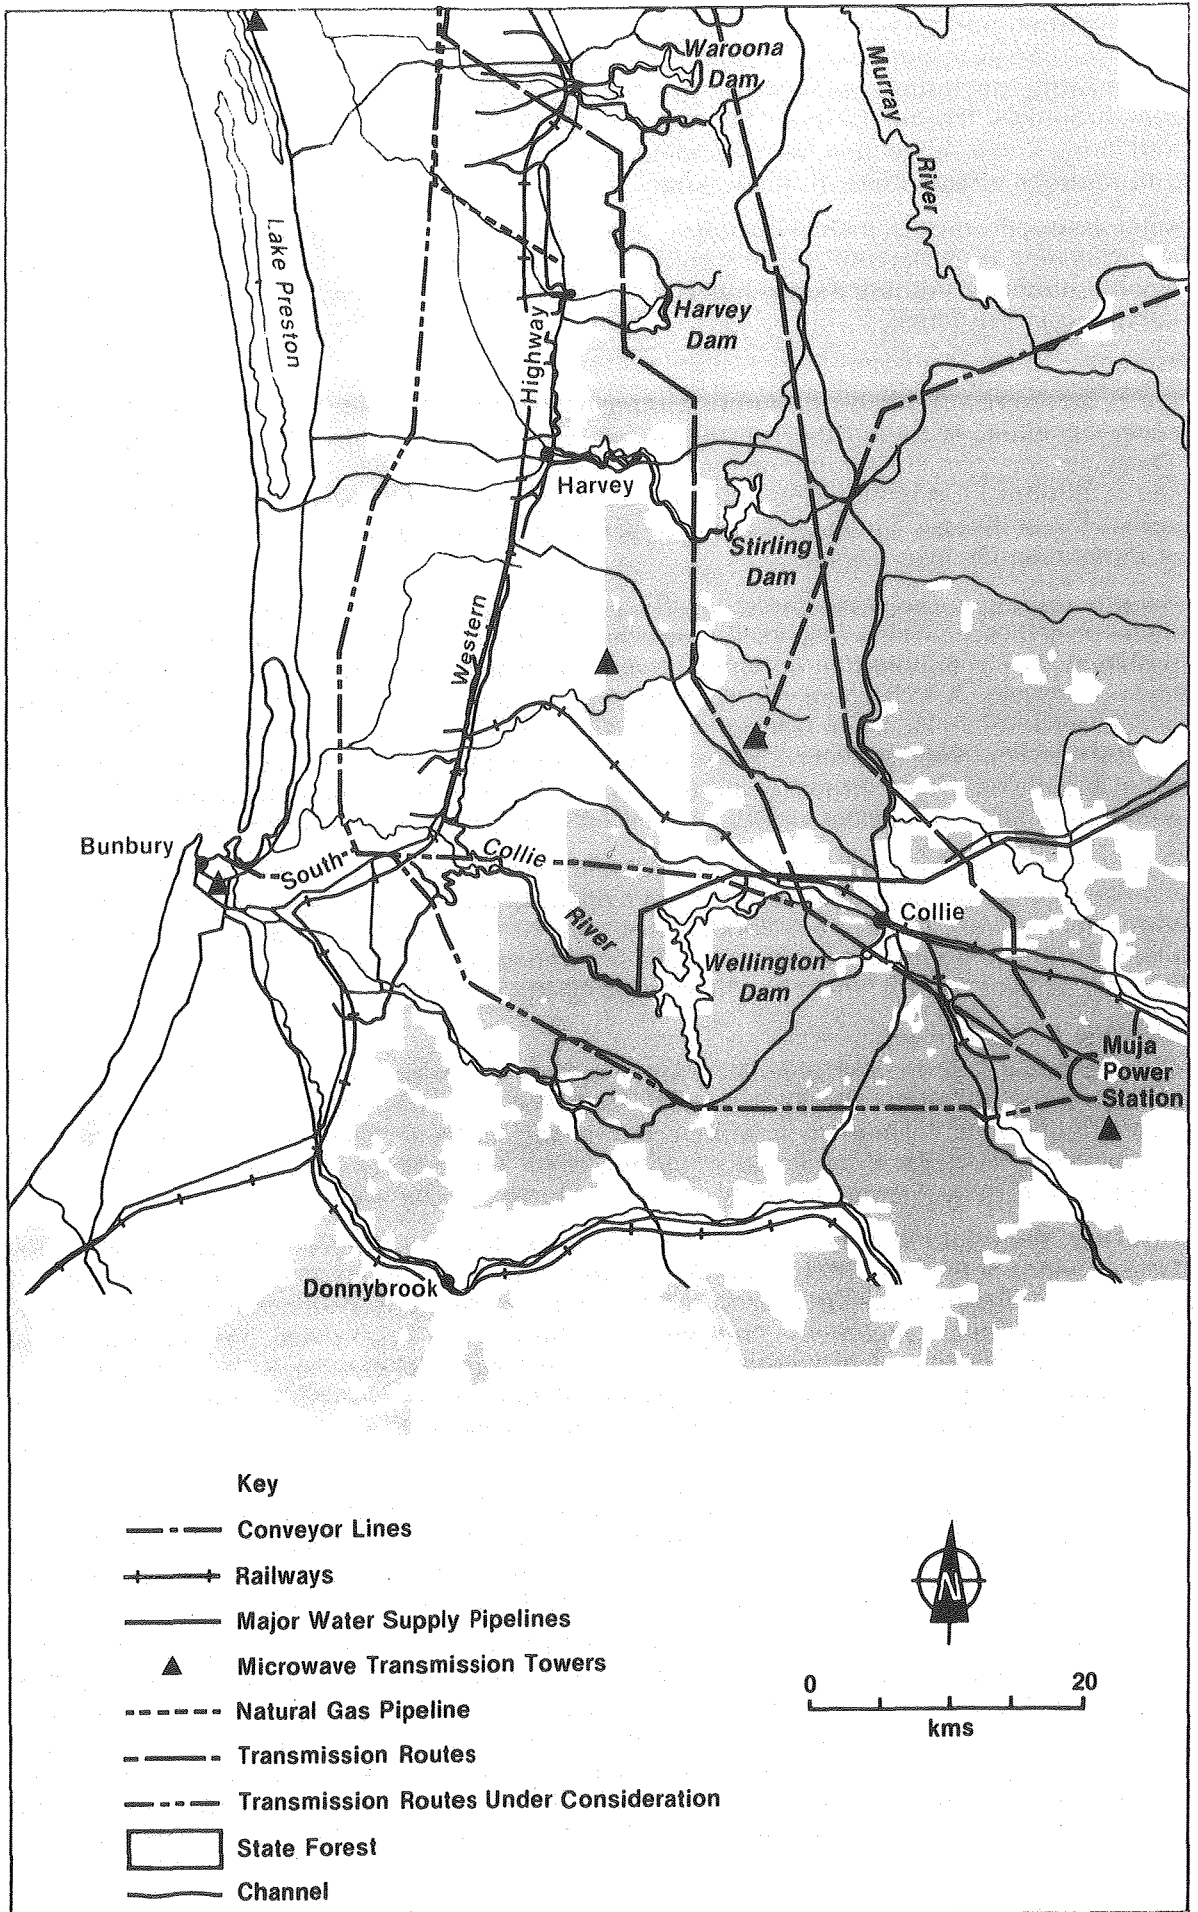 Waroona
Dam
Murray
River
Lake Preston
Harvey
Dam
Highway
Harvey
Stirling
Dam
Western
Bunbury
South
Collie
River
Collie
Wellington
Dam
Muja
Power
Station
Donnybrook
Key
Conveyor Lines
Railways
Major Water Supply Pipelines
Microwave Transmission Towers
Natural Gas Pipeline
Transmission Routes
Transmission Routes Under Consideration
State Forest
Channel
N
0 20
kms